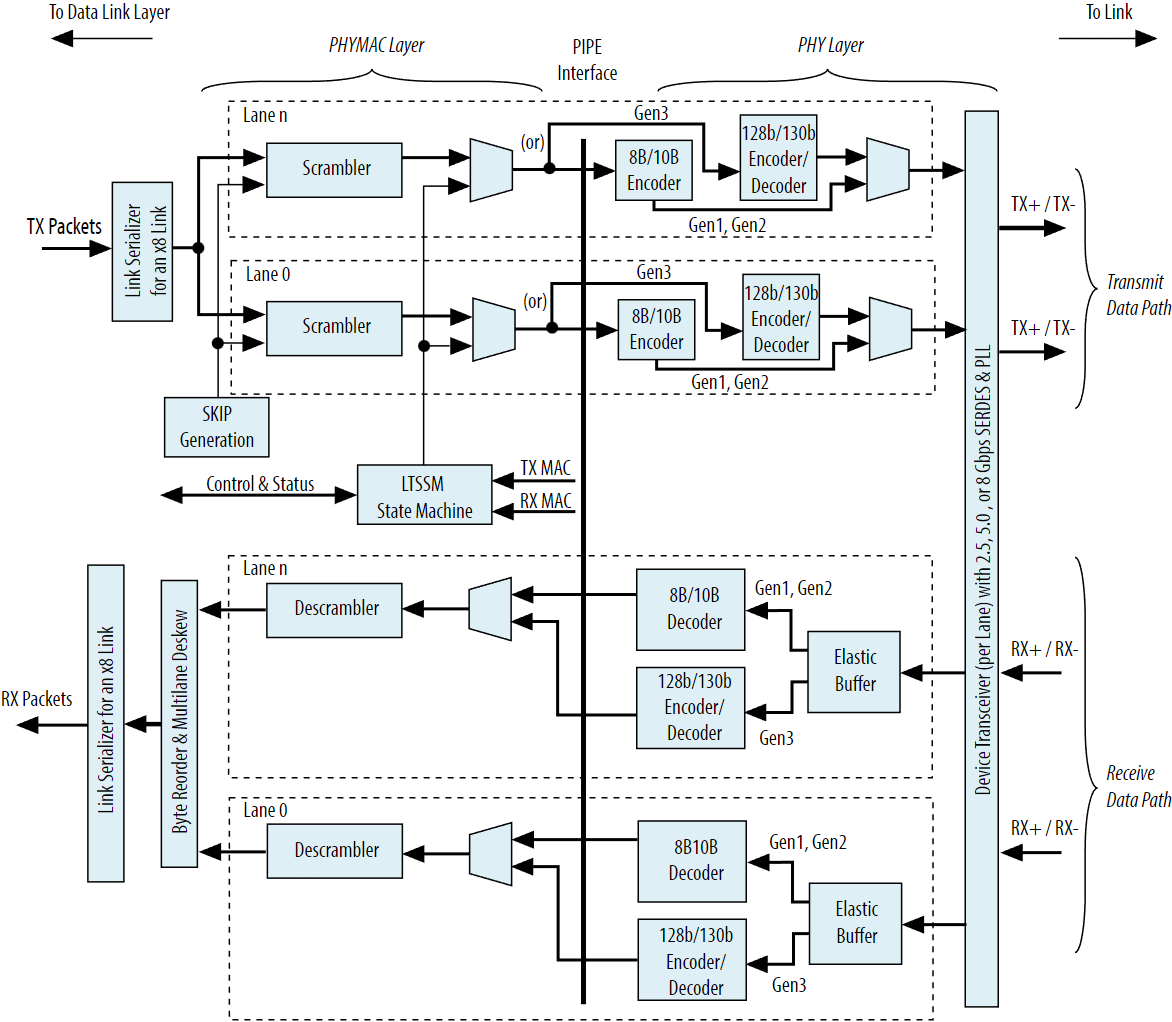 To Data Link Layer
To Link
PHYMAC Layer
PIPE
Interface
PHY Layer
Lane n
Scrambler
(or)
Gen3
8B/10B
Encoder
128b/130b
Encoder/
Decoder
Gen1, Gen2
TX Packets
Link Serializer
for an x8 Link
TX+ / TX-
Transmit
Data Path
TX+ / TX-
Lane 0
Scrambler
(or)
Gen3
8B/10B
Encoder
128b/130b
Encoder/
Decoder
Gen1, Gen2
SKIP
Generation
Control & Status
LTSSM
State Machine
TX MAC
RX MAC
Device Transceiver (per Lane) with 2.5, 5.0 , or 8 Gbps SERDES & PLL
Lane n
Descrambler
8B/10B
Decoder
Gen1, Gen2
128b/130b
Encoder/
Decoder
Gen3
Elastic
Buffer
RX+ / RX-
RX Packets
Link Serializer for an x8 Link
Byte Reorder & Multilane Deskew
Receive
Data Path
RX+ / RX-
Lane 0
Descrambler
8B10B
Decoder
Gen1, Gen2
128b/130b
Encoder/
Decoder
Gen3
Elastic
Buffer